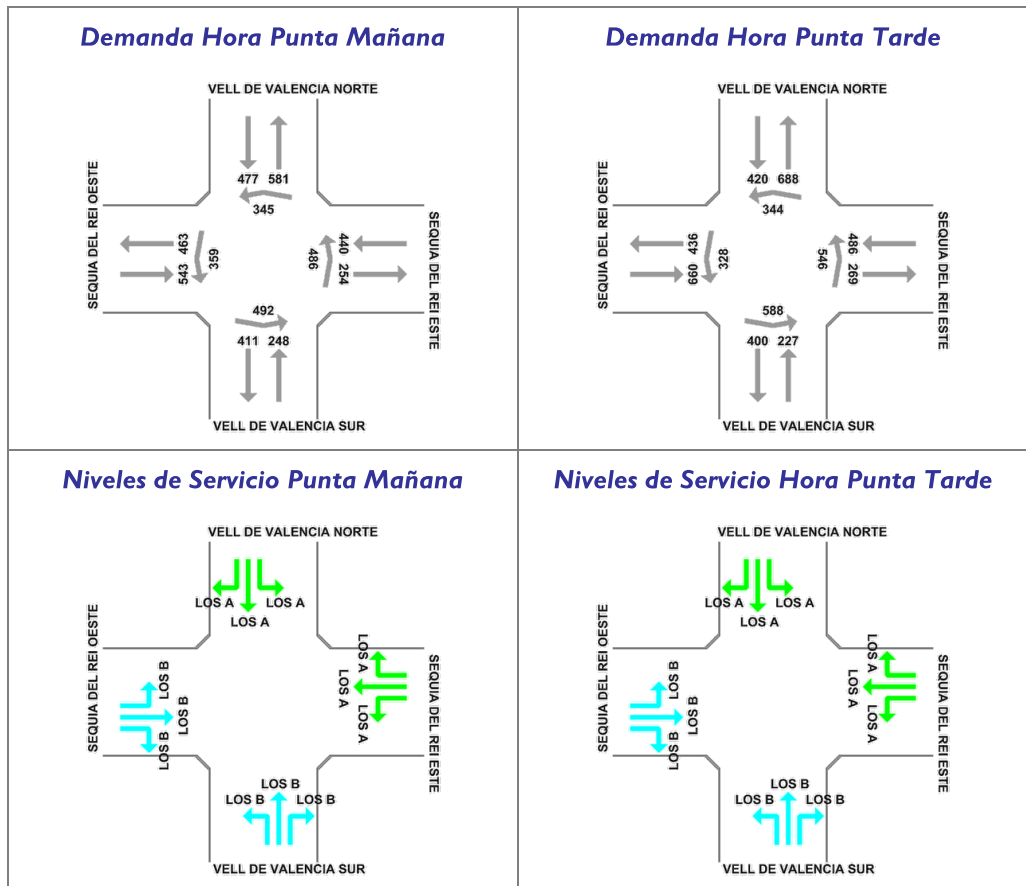 Demanda Hora Punta Mañana
VELL DE VALENCIA NORTE
477 581
345
SEQUIA DEL REI OESTE
463
543
359
486
440
254
SEQUIA DEL REI ESTE
492
411 248
VELL DE VALENCIA SUR
Demanda Hora Punta Tarde
VELL DE VALENCIA NORTE
420 688
344
SEQUIA DEL REI OESTE
436
660
328
546
486
269
SEQUIA DEL REI ESTE
588
400 227
VELL DE VALENCIA SUR
Niveles de Servicio Punta Mañana
VELL DE VALENCIA NORTE
LOS A LOS A
LOS A
SEQUIA DEL REI OESTE
LOS B
LOS B
LOS B
LOS A
LOS A
LOS A
SEQUIA DEL REI ESTE
LOS B
LOS B LOS B
VELL DE VALENCIA SUR
Niveles de Servicio Hora Punta Tarde
VELL DE VALENCIA NORTE
LOS A LOS A
LOS A
SEQUIA DEL REI OESTE
LOS B
LOS B
LOS B
LOS A
LOS A
LOS A
SEQUIA DEL REI ESTE
LOS B
LOS B LOS B
VELL DE VALENCIA SUR